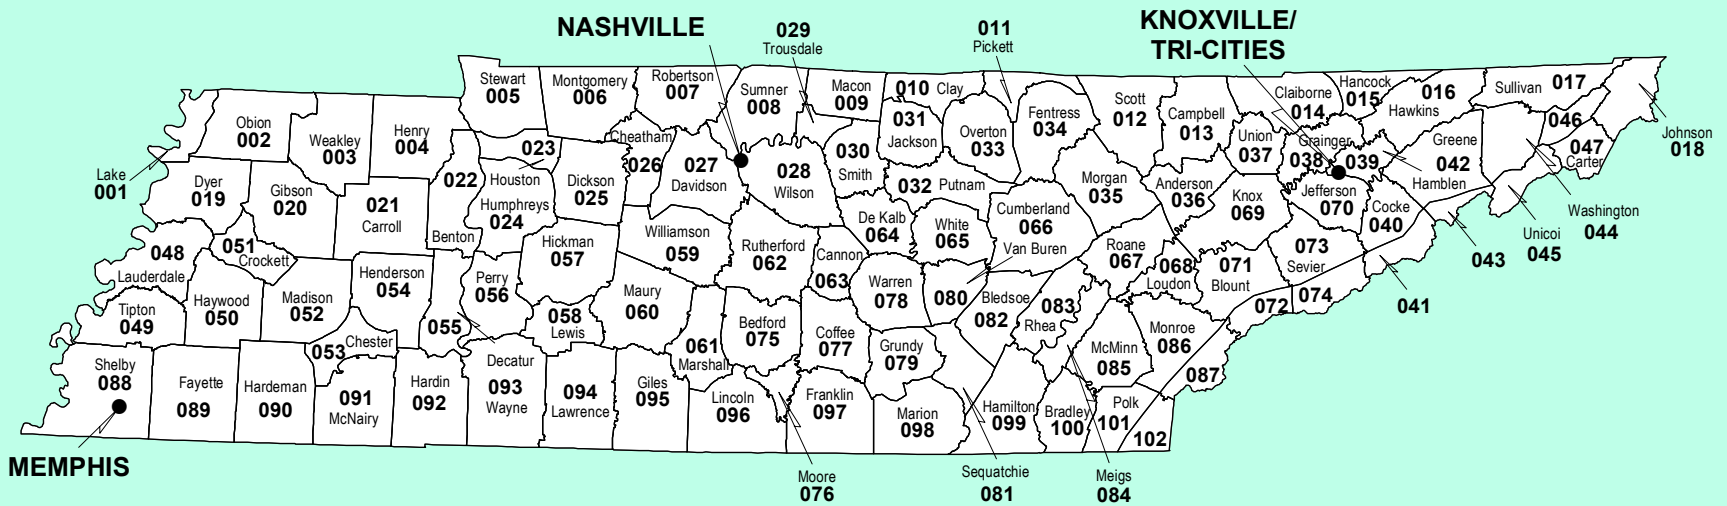 NASHVILLE
029
Trousdale
011
Pickett
KNOXVILLE/
TRI-CITIES
Lake
001
Obion
002
Weakley
003
Henry
004
Stewart
005
Montgomery
006
Robertson
007
Sumner
008
Macon
009
010 Clay
Scott
012
Campbell
013
Claiborne
014
Hancock
015
016
Hawkins
Sullivan 017
Johnson
018
Dyer
019
Gibson
020
021
Carroll
022
Benton
023
Houston
Humphreys
024
Dickson
025
Cheatham
026
027
Davidson
028
Wilson
030
Smith
031
Jackson
032 Putnam
Overton
033
Fentress
034
Morgan
035
Anderson
036
Union
037
Grainger
038
039
Hamblen
Cocke
040
041
Greene
042
043
Washington
044
Unicoi
045
046
047
Carter
048
Lauderdale
Tipton
049
Haywood
050
051
Crockett
Madison
052
053
Chester
Henderson
054
055
Decatur
Perry
056
Hickman
057
058
Lewis
Williamson
059
Maury
060
061
Marshall
Rutherford
062
Cannon
063
De Kalb
064
White
065
Cumberland
066
Van Buren
Roane
067
068
Loudon
Knox
069
Jefferson
070
071
Blount
072
073
Sevier
074
Bedford
075
Moore
076
Coffee
077
Warren
078
Grundy
079
080
Sequatchie
081
Bledsoe
082
083
Rhea
Meigs
084
McMinn
085
Monroe
086
087
Shelby
088
MEMPHIS
Fayette
089
Hardeman
090
091
McNairy
Hardin
092
093
Wayne
094
Lawrence
Giles
095
Lincoln
096
Franklin
097
Marion
098
Hamilton
099
Bradley
100
Polk
101
102